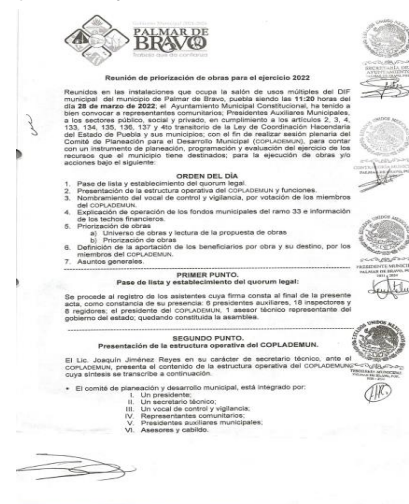 PALMAR DE
BRAVO
Trabajo que da confianza
Reunión de priorización de obras para el ejercicio 2022
Reunidos en las instalaciones que ocupa la salón de usos múltiples del DIF
municipal del municipio de Palmar de Bravo, puebla siendo las 11:20 horas del
día 28 de marzo de 2022; el Ayuntamiento Municipal Constitucional, ha tenido a
bien convocar a representantes comunitarios; Presidentes Auxiliares Municipales,
a los sectores público, social y privado, en cumplimiento a los artículos 2, 3, 4,
133, 134, 135, 136, 137 y 4to transitorio de la Ley de Coordinación Hacendaria
del Estado de Puebla y sus municipios; con el fin de realizar sesión plenaria del
Comité de Planeación para el Desarrollo Municipal (COPLADEMUN), para contar
con un instrumento de planeación, programación y evaluación del ejercicio de los
recursos que el municipio tiene destinados; para la ejecución de obras y/o
acciones bajo el siguiente:
ORDEN DEL DÍA
1. Pase de lista y establecimiento del quorum legal.
2. Presentación de la estructura operativa del COPLADEMUN y funciones.
3. Nombramiento del vocal de control y vigilancia, por votación de los miembros
del COPLADEMUN.
4. Explicación de operación de los fondos municipales del ramo 33 e información
de los techos financieros.
5. Priorización de obras
a) Universo de obras y lectura de la propuesta de obras
b) Priorización de obras
6. Definición de la aportación de los beneficiarios por obra y su destino, por los
miembros del COPLADEMUN.
7. Asuntos generales.
PRIMER PUNTO.
Pase de lista y establecimiento del quorum legal:
Se procede al registro de los asistentes cuya firma consta al final de la presente
acta, como constancia de su presencia: 6 presidentes auxiliares, 18 inspectores y
8 regidores; el presidente del COPLADEMUN, 1 asesor técnico representante del
gobierno del estado; quedando constituida la asamblea.
SEGUNDO PUNTO.
Presentación de la estructura operativa del COPLADEMUN.
El Lic. Joaquín Jiménez Reyes en su carácter de secretario técnico, ante el
COPLADEMUN, presenta el contenido de la estructura operativa del COPLADEMUN
cuya síntesis se transcribe a continuación.
• El comité de planeación y desarrollo municipal, está integrado por:
I. Un presidente;
II. Un secretario técnico;
III. Un vocal de control y vigilancia;
IV. Representantes comunitarios;
V. Presidentes auxiliares municipales;
VI. Asesores y cabildo.